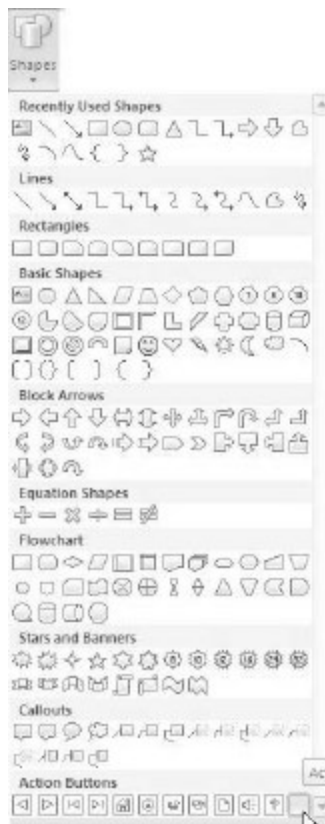 Shapes
Recently Used Shapes
Lines
Rectangles
Basic Shapes
Block Arrows
Equation Shapes
Flowchart
Stars and Banners
Callouts
Action Buttons
Ac